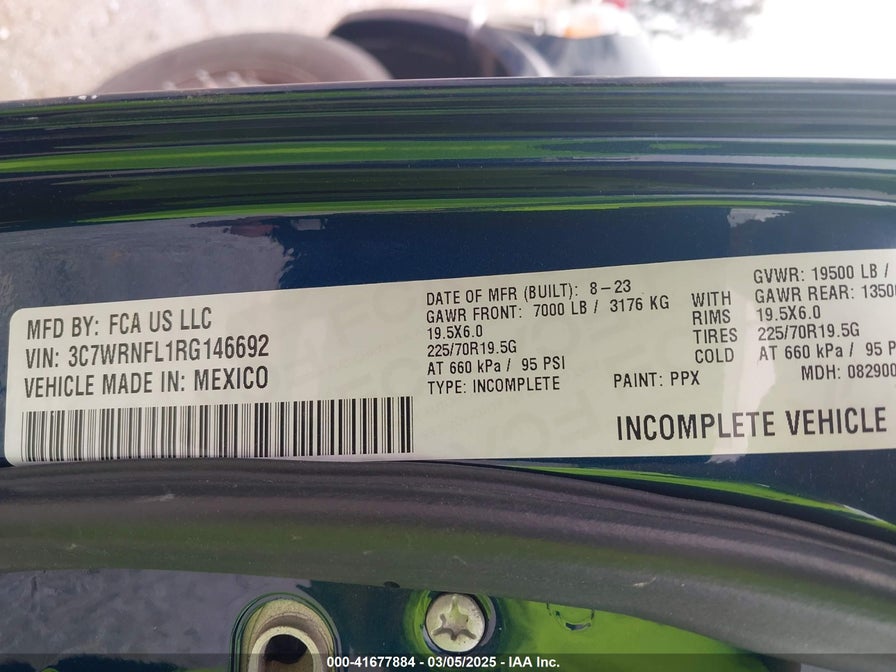 MFD BY: FCA US LLC
VIN: 3C7WRNFL1RG146692
VEHICLE MADE IN: MEXICO
DATE OF MFR (BUILT): 8-23
GAWR FRONT: 7000 LB / 3176 KG
19.5X6.0
225/70R19.5G
AT 660 kPa / 95 PSI
TYPE: INCOMPLETE
WITH
RIMS
TIRES
COLD
GVWR: 19500 LB /
GAWR REAR: 13500
19.5X6.0
225/70R19.5G
AT 660 kPa / 95 P
PAINT: PPX
MDH: 082900
INCOMPLETE VEHICLE
000-41677884 - 03/05/2025 - IAA Inc.